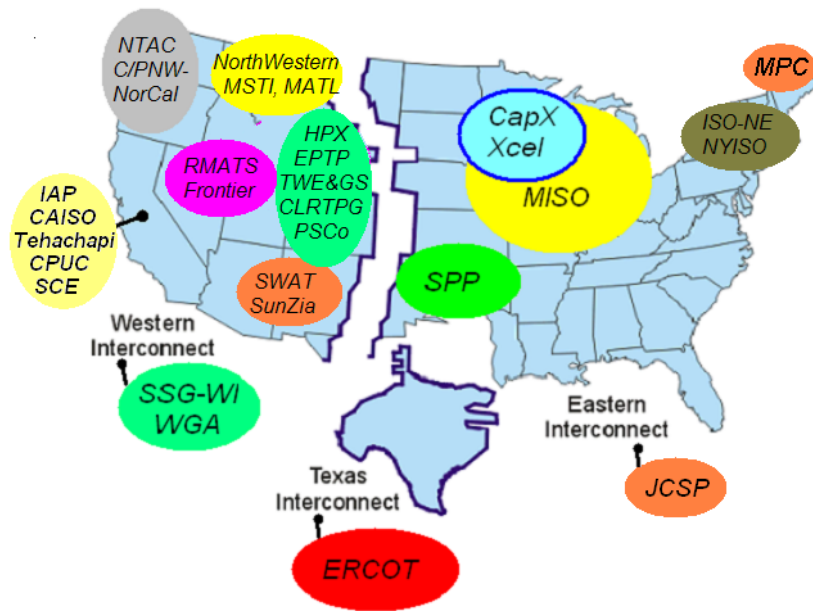 NTAC
C/PNW-
NorCal
NorthWestern
MSTI, MATL
MPC
CapX
Xcel
ISO-NE
NYISO
HPX
EPTP
TWE&GS
CLRTPG
PSCo
RMATS
Frontier
MISO
IAP
CAISO
Tehachapi
CPUC
SCE
SWAT
SunZia
SPP
Western
Interconnect
SSG-WI
WGA
Eastern
Interconnect
Texas
Interconnect
JCSP
ERCOT